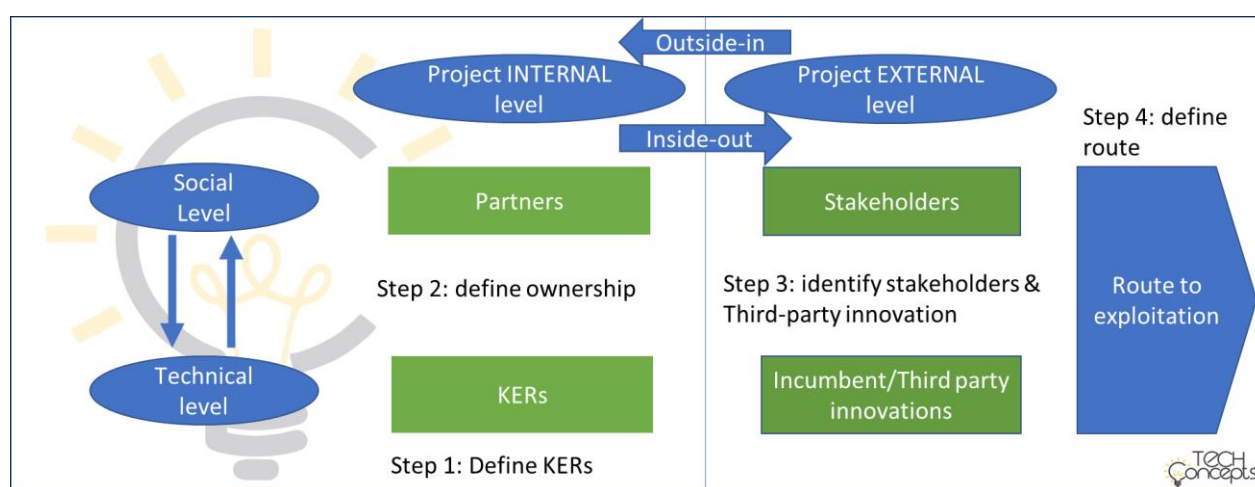 Outside-in
Project INTERNAL
level
Project EXTERNAL
level
Inside-out
Step 4: define
route
Social
Level
Partners
Stakeholders
Step 2: define ownership
Step 3: identify stakeholders &
Third-party innovation
Route to
exploitation
Technical
level
KERs
Incumbent/Third party
innovations
Step 1: Define KERs
TECH
Concepts